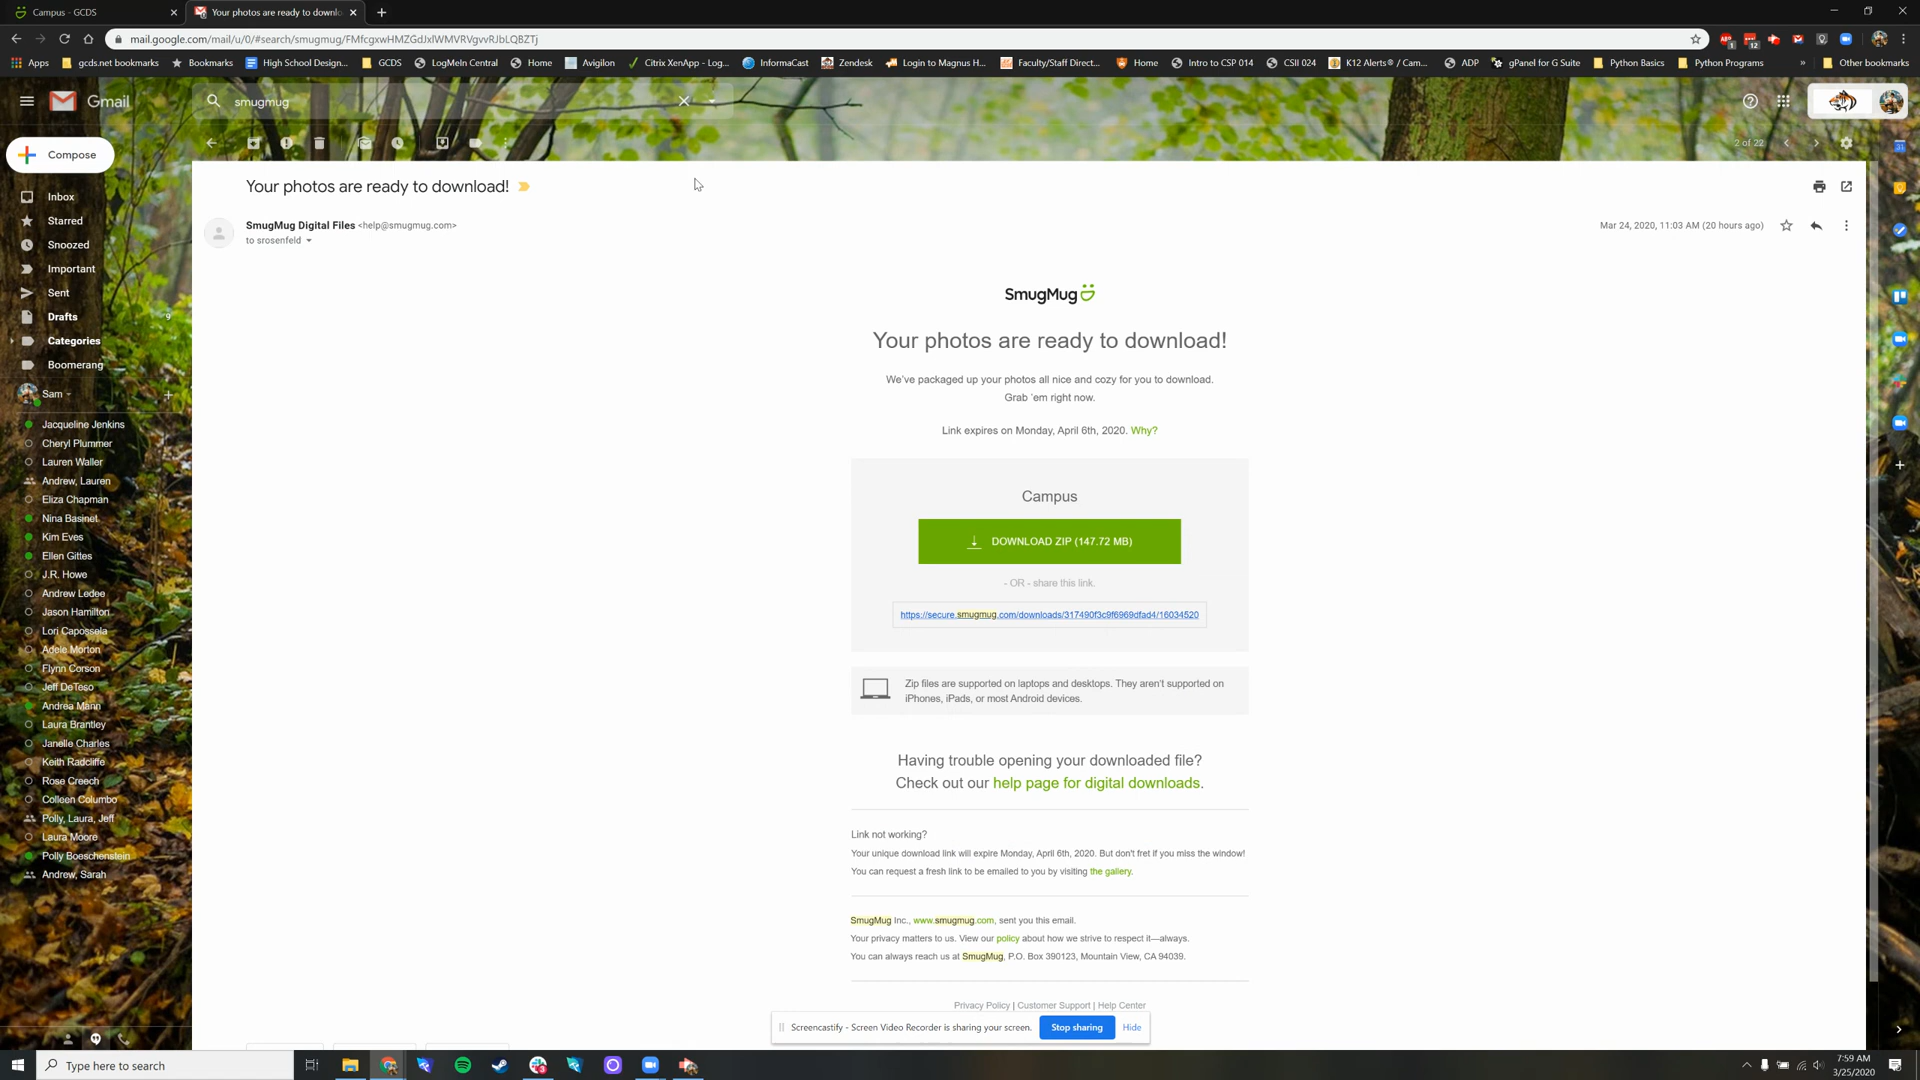 Campus - GCDS
Your photos are ready to downlo
mail.google.com/mail/u/0/#search/smugmug/FMfcgxwHMZGdJxlWMVRVgvvRJbLQBZTj
Apps gcds.net bookmarks Bookmarks High School Design... GCDS LogMeIn Central Home Avigilon Citrix XenApp - Log... InformaCast Zendesk Login to Magnus H... Faculty/Staff Direct... Home Intro to CSP 014 CSII 024 K12 Alerts® / Cam... ADP gPanel for G Suite Python Basics Python Programs » Other bookmarks
Gmail
smugmug
Compose
2 of 22
Inbox
Starred
Snoozed
Important
Sent
Drafts 9
Categories
Boomerang
Sam
Jacqueline Jenkins
Cheryl Plummer
Lauren Waller
Andrew, Lauren
Eliza Chapman
Nina Basinet
Kim Eves
Ellen Gittes
J.R. Howe
Andrew Ledee
Jason Hamilton
Lori Capossela
Adele Morton
Flynn Corson
Jeff DeTeso
Andrea Mann
Laura Brantley
Janelle Charles
Keith Radcliffe
Rose Creech
Colleen Columbo
Polly, Laura, Jeff
Laura Moore
Polly Boeschenstein
Andrew, Sarah
Your photos are ready to download!
SmugMug Digital Files <help@smugmug.com>
to srosenfeld
Mar 24, 2020, 11:03 AM (20 hours ago)
SmugMug
Your photos are ready to download!
We've packaged up your photos all nice and cozy for you to download.
Grab 'em right now.
Link expires on Monday, April 6th, 2020. Why?
Campus
DOWNLOAD ZIP (147.72 MB)
- OR - share this link.
https://secure.smugmug.com/downloads/317490f3c9f6969dfad4/16034520
Zip files are supported on laptops and desktops. They aren't supported on
iPhones, iPads, or most Android devices.
Having trouble opening your downloaded file?
Check out our help page for digital downloads.
Link not working?
Your unique download link will expire Monday, April 6th, 2020. But don't fret if you miss the window!
You can request a fresh link to be emailed to you by visiting the gallery.
SmugMug Inc., www.smugmug.com, sent you this email.
Your privacy matters to us. View our policy about how we strive to respect it—always.
You can always reach us at SmugMug, P.O. Box 390123, Mountain View, CA 94039.
Privacy Policy | Customer Support | Help Center
Screencastify - Screen Video Recorder is sharing your screen. Stop sharing Hide
Type here to search
7:59 AM
3/25/2020